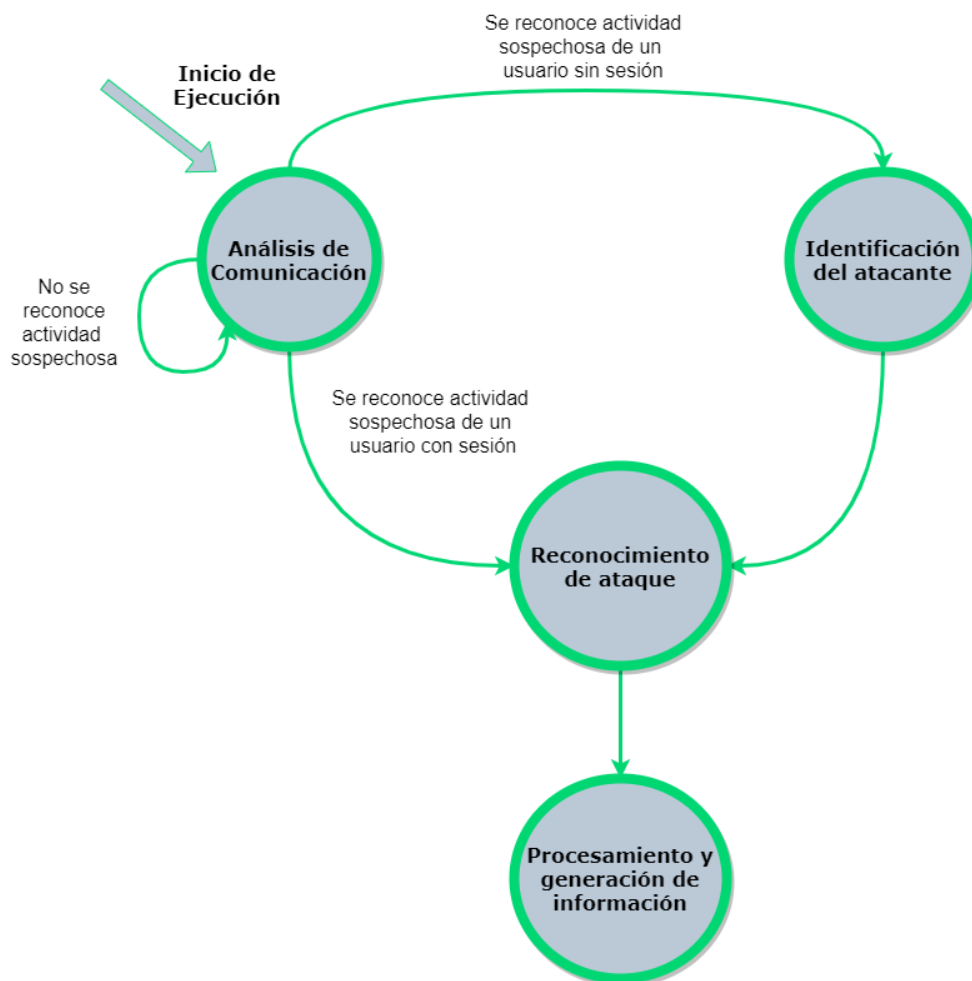 Se reconoce actividad
sospechosa de un
usuario sin sesión
Inicio de
Ejecución
Análisis de
Comunicación
Identificación
del atacante
No se
reconoce
actividad
sospechosa
Se reconoce actividad
sospechosa de un
usuario con sesión
Reconocimiento
de ataque
Procesamiento y
generación de
información